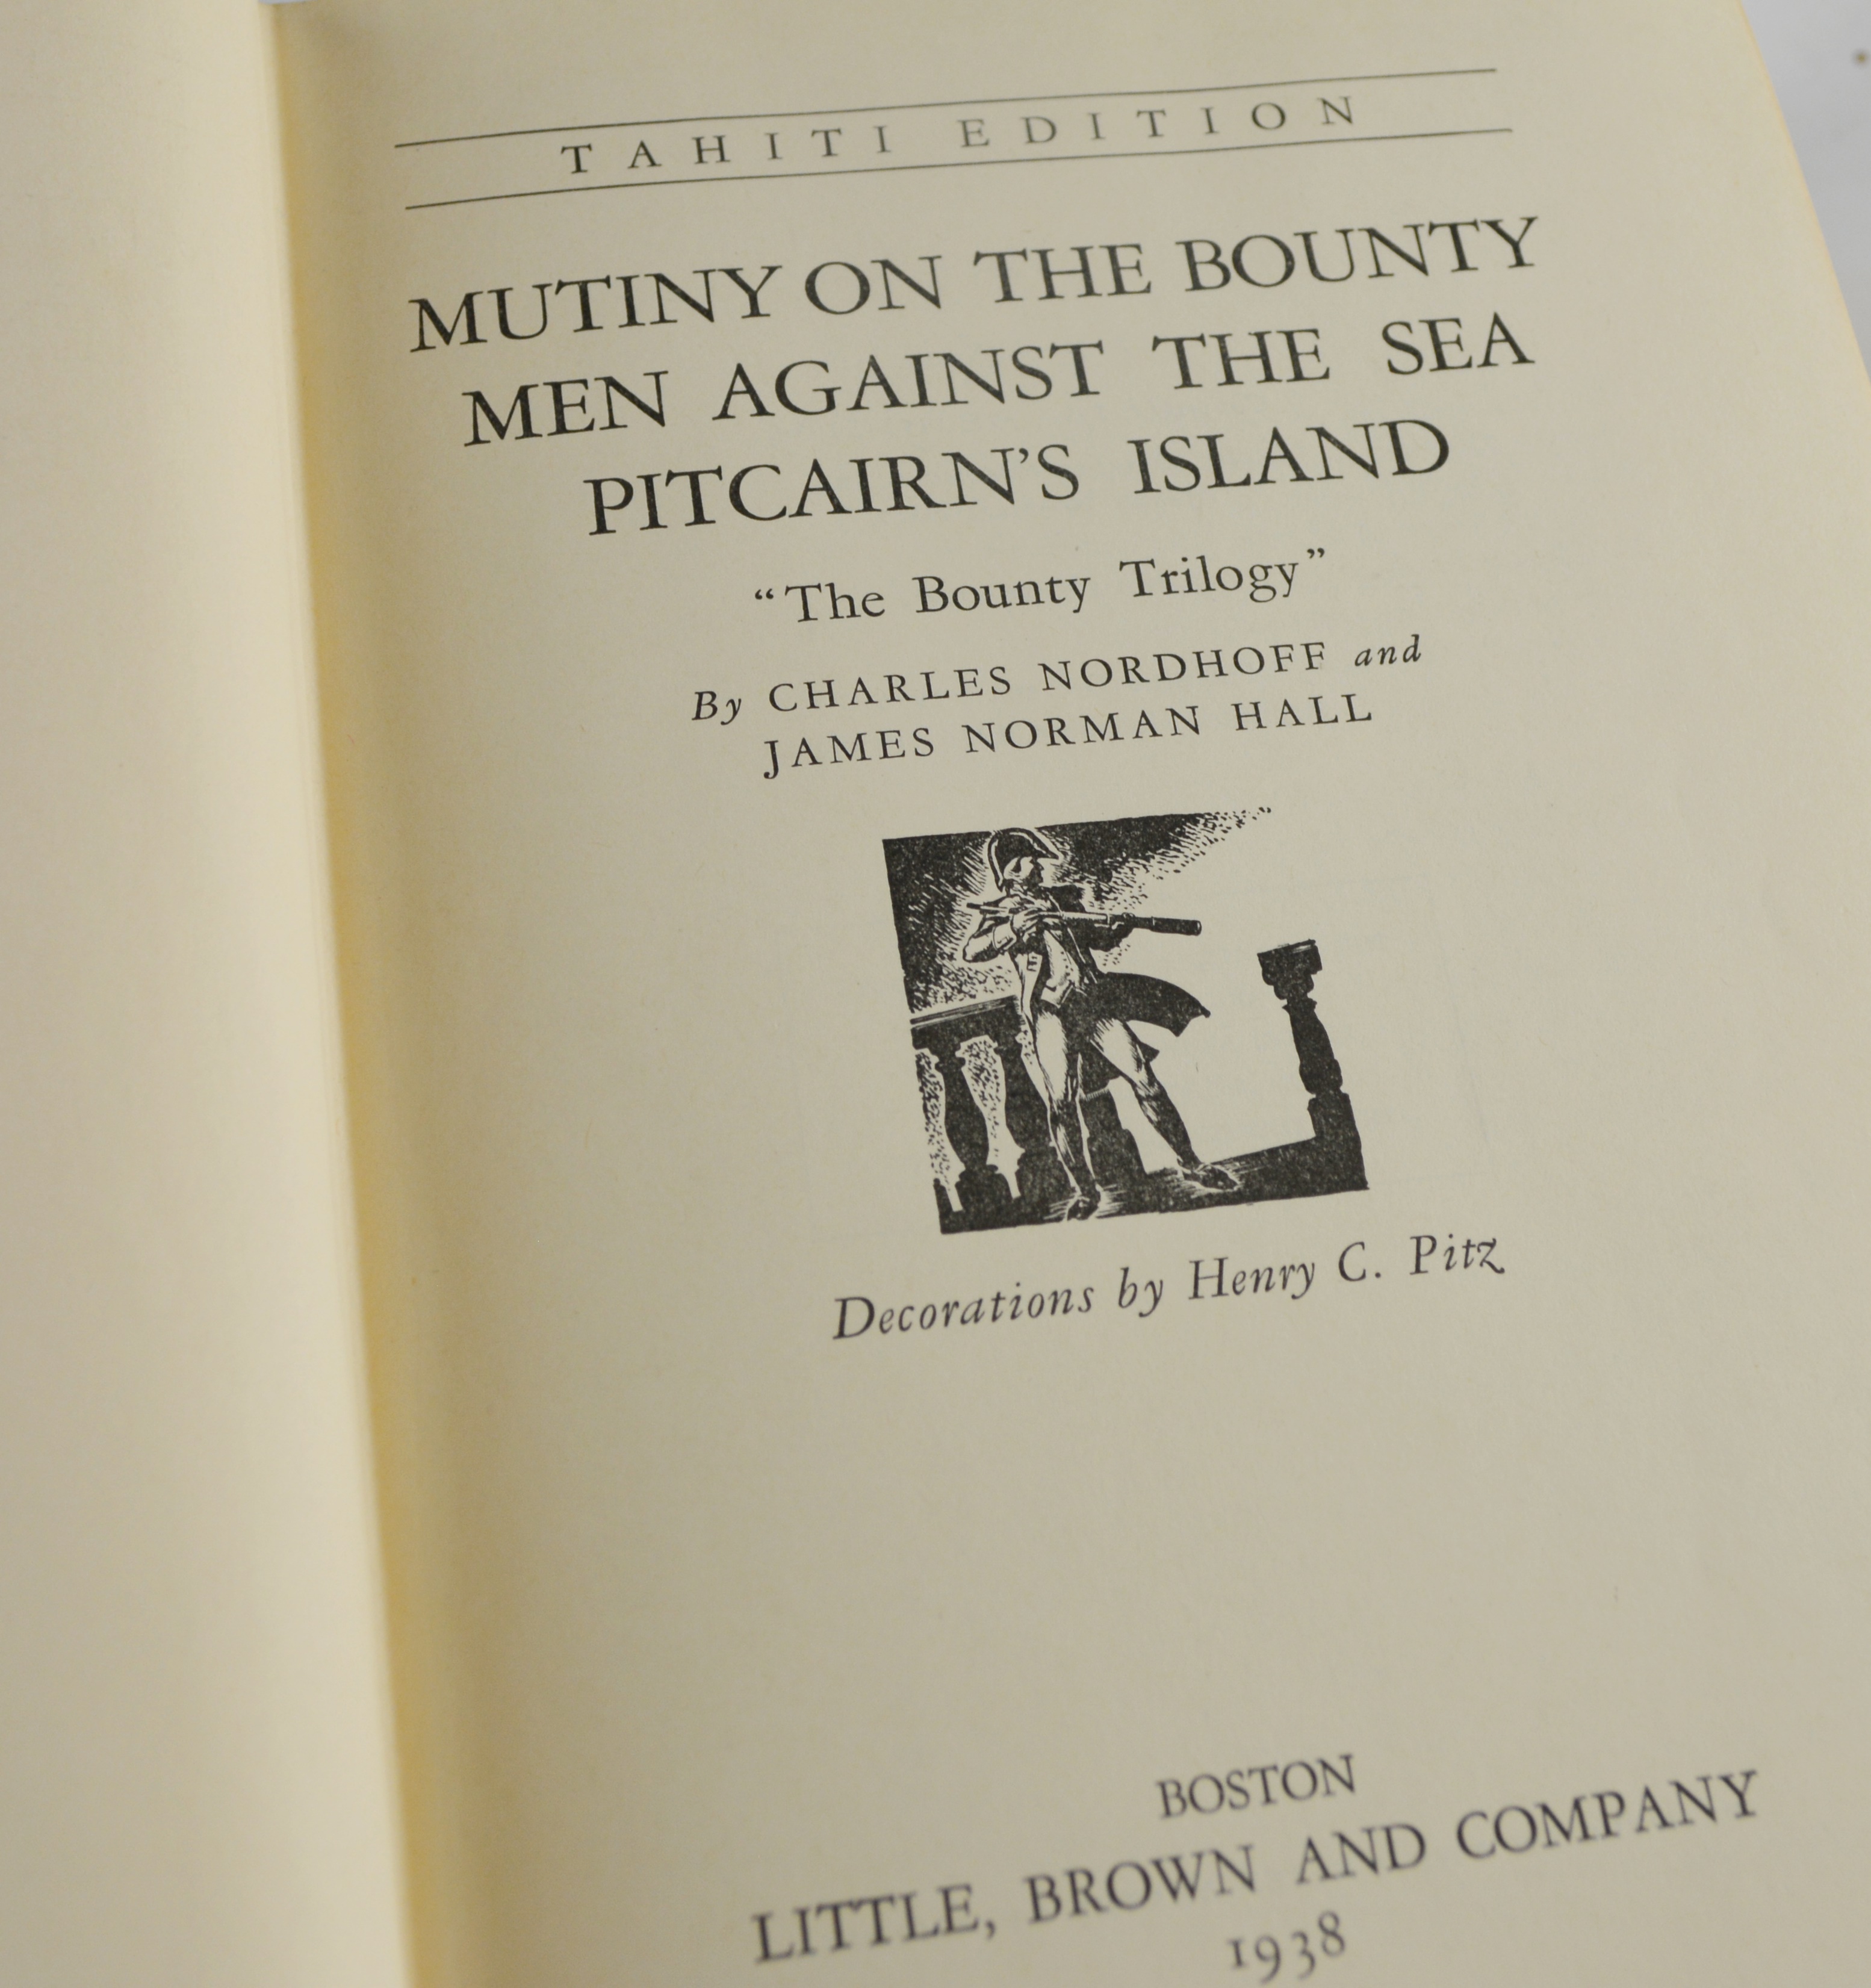 TAHITI EDITION
MUTINY ON THE BOUNTY
MEN AGAINST THE SEA
PITCAIRN'S ISLAND
“The Bounty Trilogy”
By CHARLES NORDHOFF and
JAMES NORMAN HALL
Decorations by Henry C. Pitz
BOSTON
LITTLE, BROWN AND COMPANY
1938